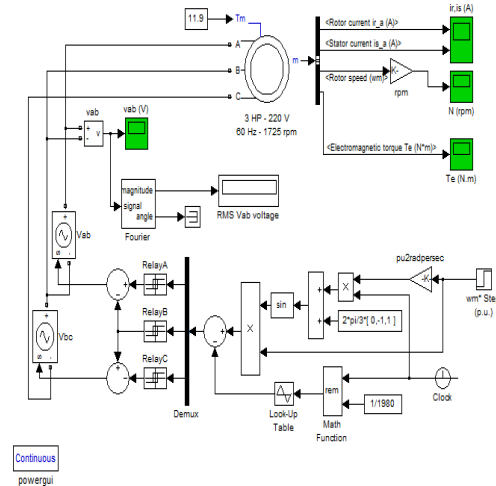 ir,is (A)
11.9
Tm
<Rotor current ir_a (A)>
<Stator current is_a (A)>
A
m
<Rotor speed (wm)>
B
K-
rpm
C
N (rpm)
3 HP - 220 V
60 Hz - 1725 rpm
vab
vab (V)
+
v
-
<Electromagnetic torque Te (N*m)>
Te (N.m)
magnitude
signal
angle
Fourier
RMS Vab voltage
+
Vab
s
-
pu2radpersec
-K-
wm* Ste
(p.u.)
RelayA
+
-
X
sin
+
+
RelayB
+
-
X
2*pi/3*[ 0,-1,1 ]
+
Vbc
s
-
RelayC
-
+
Demux
Look-Up
Table
rem
Math
Function
1/1980
Clock
Continuous
powergui